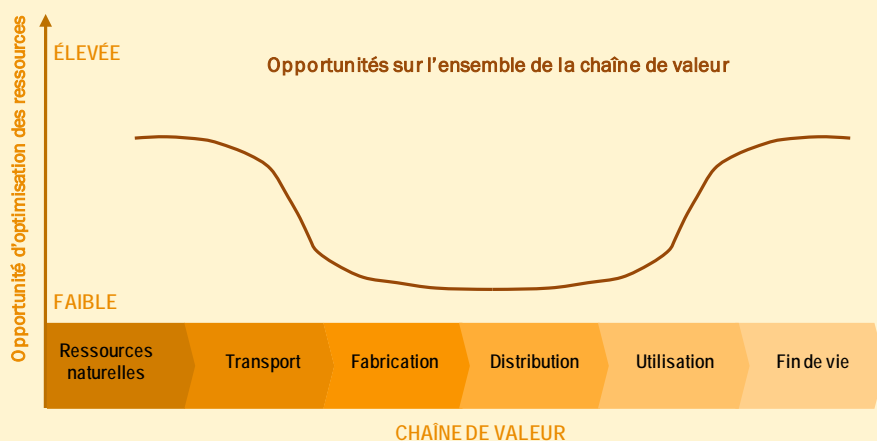 Opportunité d'optimisation des ressources
ÉLEVÉE
Opportunités sur l'ensemble de la chaîne de valeur
FAIBLE
Ressources
naturelles
Transport
Fabrication
Distribution
Utilisation
Fin de vie
CHAÎNE DE VALEUR